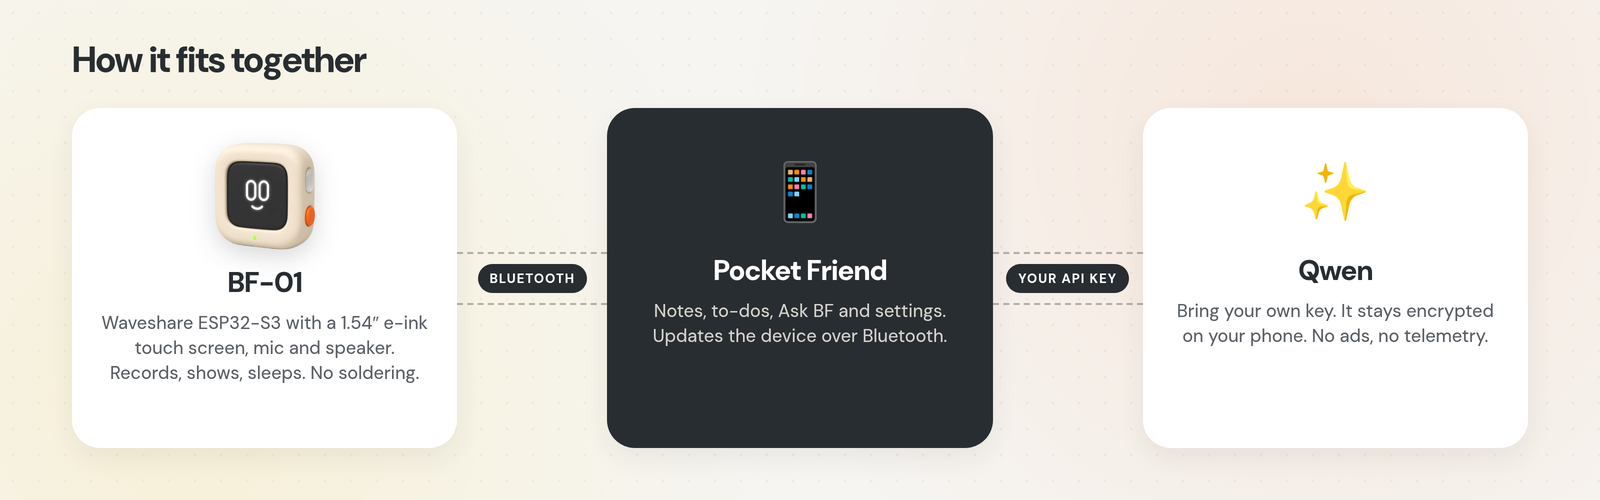 How it fits together
BF-01
Waveshare ESP32-S3 with a 1.54″ e-ink
touch screen, mic and speaker.
Records, shows, sleeps. No soldering.
BLUETOOTH
Pocket Friend
Notes, to-dos, Ask BF and settings.
Updates the device over Bluetooth.
YOUR API KEY
Qwen
Bring your own key. It stays encrypted
on your phone. No ads, no telemetry.